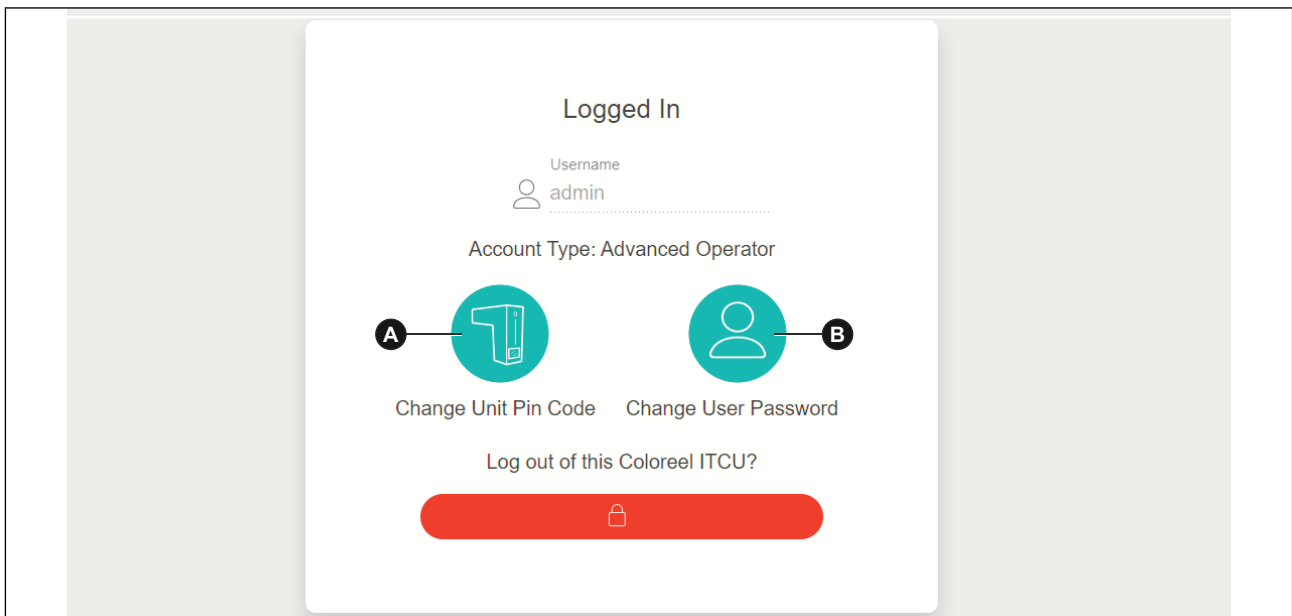 Logged In
Username
admin
Account Type: Advanced Operator
A
B
Change Unit Pin Code
Change User Password
Log out of this Coloreel ITCU?